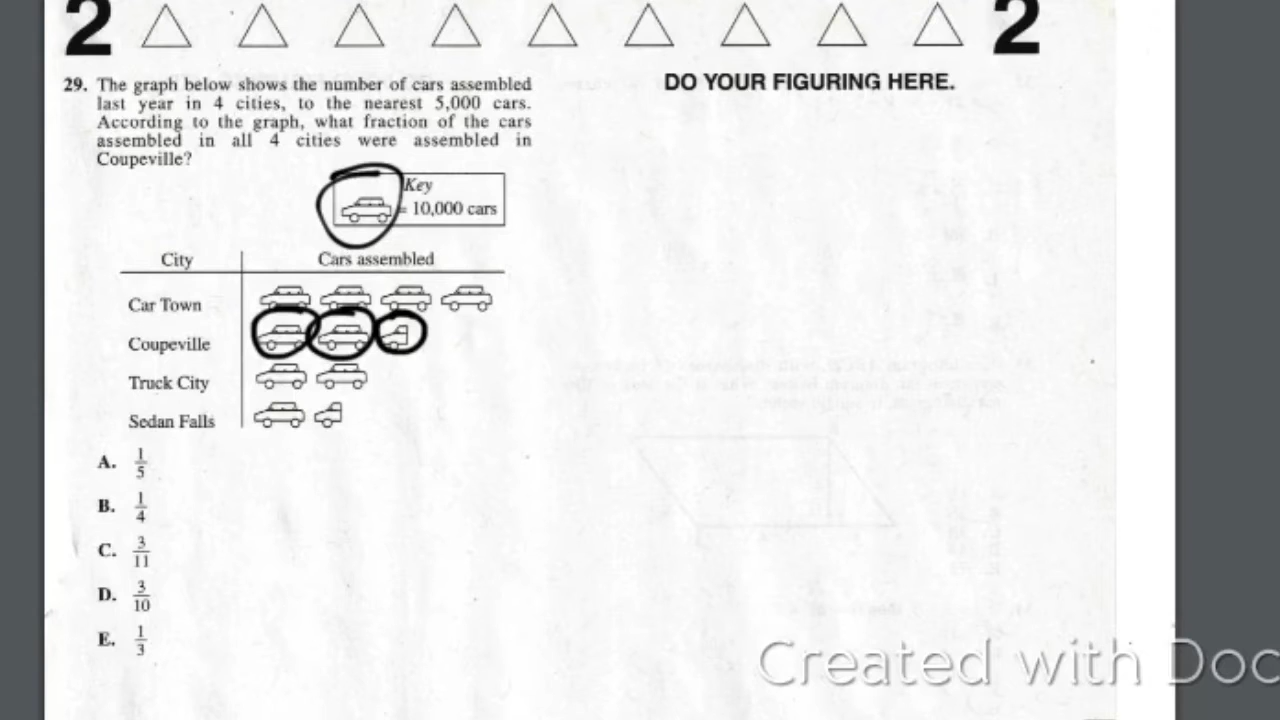 2 2
29. The graph below shows the number of cars assembled
last year in 4 cities, to the nearest 5,000 cars.
According to the graph, what fraction of the cars
assembled in all 4 cities were assembled in
Coupeville?
DO YOUR FIGURING HERE.
Key
= 10,000 cars
City Cars assembled
Car Town
Coupeville
Truck City
Sedan Falls
A. 1/5
B. 1/4
C. 3/11
D. 3/10
E. 1/3
Created with Doc